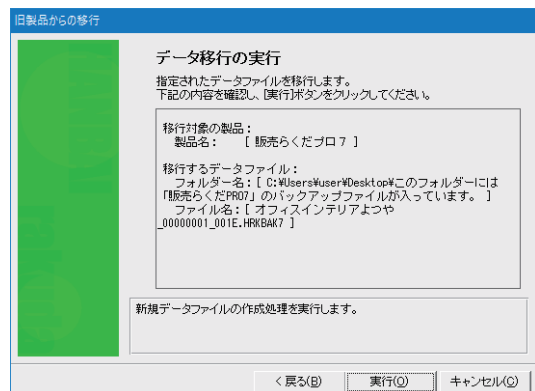 旧製品からの移行
データ移行の実行
指定されたデータファイルを移行します。
下記の内容を確認し、[実行]ボタンをクリックしてください。
移行対象の製品:
製品名: [ 販売らくだプロ7 ]
移行するデータファイル:
フォルダー名:[ C:¥Users¥user¥Desktop¥このフォルダーには
「販売らくだPRO7」のバックアップファイルが入っています。 ]
ファイル名:[ オフィスインテリアよつや
_00000001_001E.HRKBAK7 ]
新規データファイルの作成処理を実行します。
< 戻る(B) 実行(O) キャンセル(C)